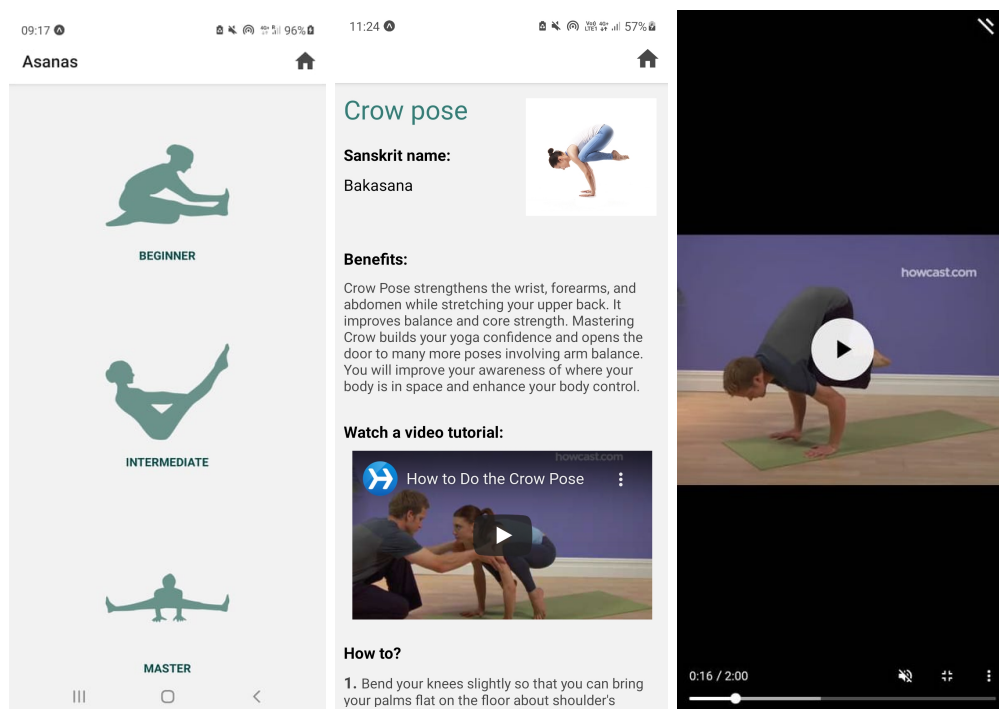 09:17
96%
Asanas
BEGINNER
INTERMEDIATE
MASTER
11:24
Vo))
LTE1
4G+
57%
Crow pose
Sanskrit name:
Bakasana
Benefits:
Crow Pose strengthens the wrist, forearms, and
abdomen while stretching your upper back. It
improves balance and core strength. Mastering
Crow builds your yoga confidence and opens the
door to many more poses involving arm balance.
You will improve your awareness of where your
body is in space and enhance your body control.
Watch a video tutorial:
howcast.com
How to Do the Crow Pose
How to?
1. Bend your knees slightly so that you can bring
your palms flat on the floor about shoulder's
howcast.com
0:16 / 2:00